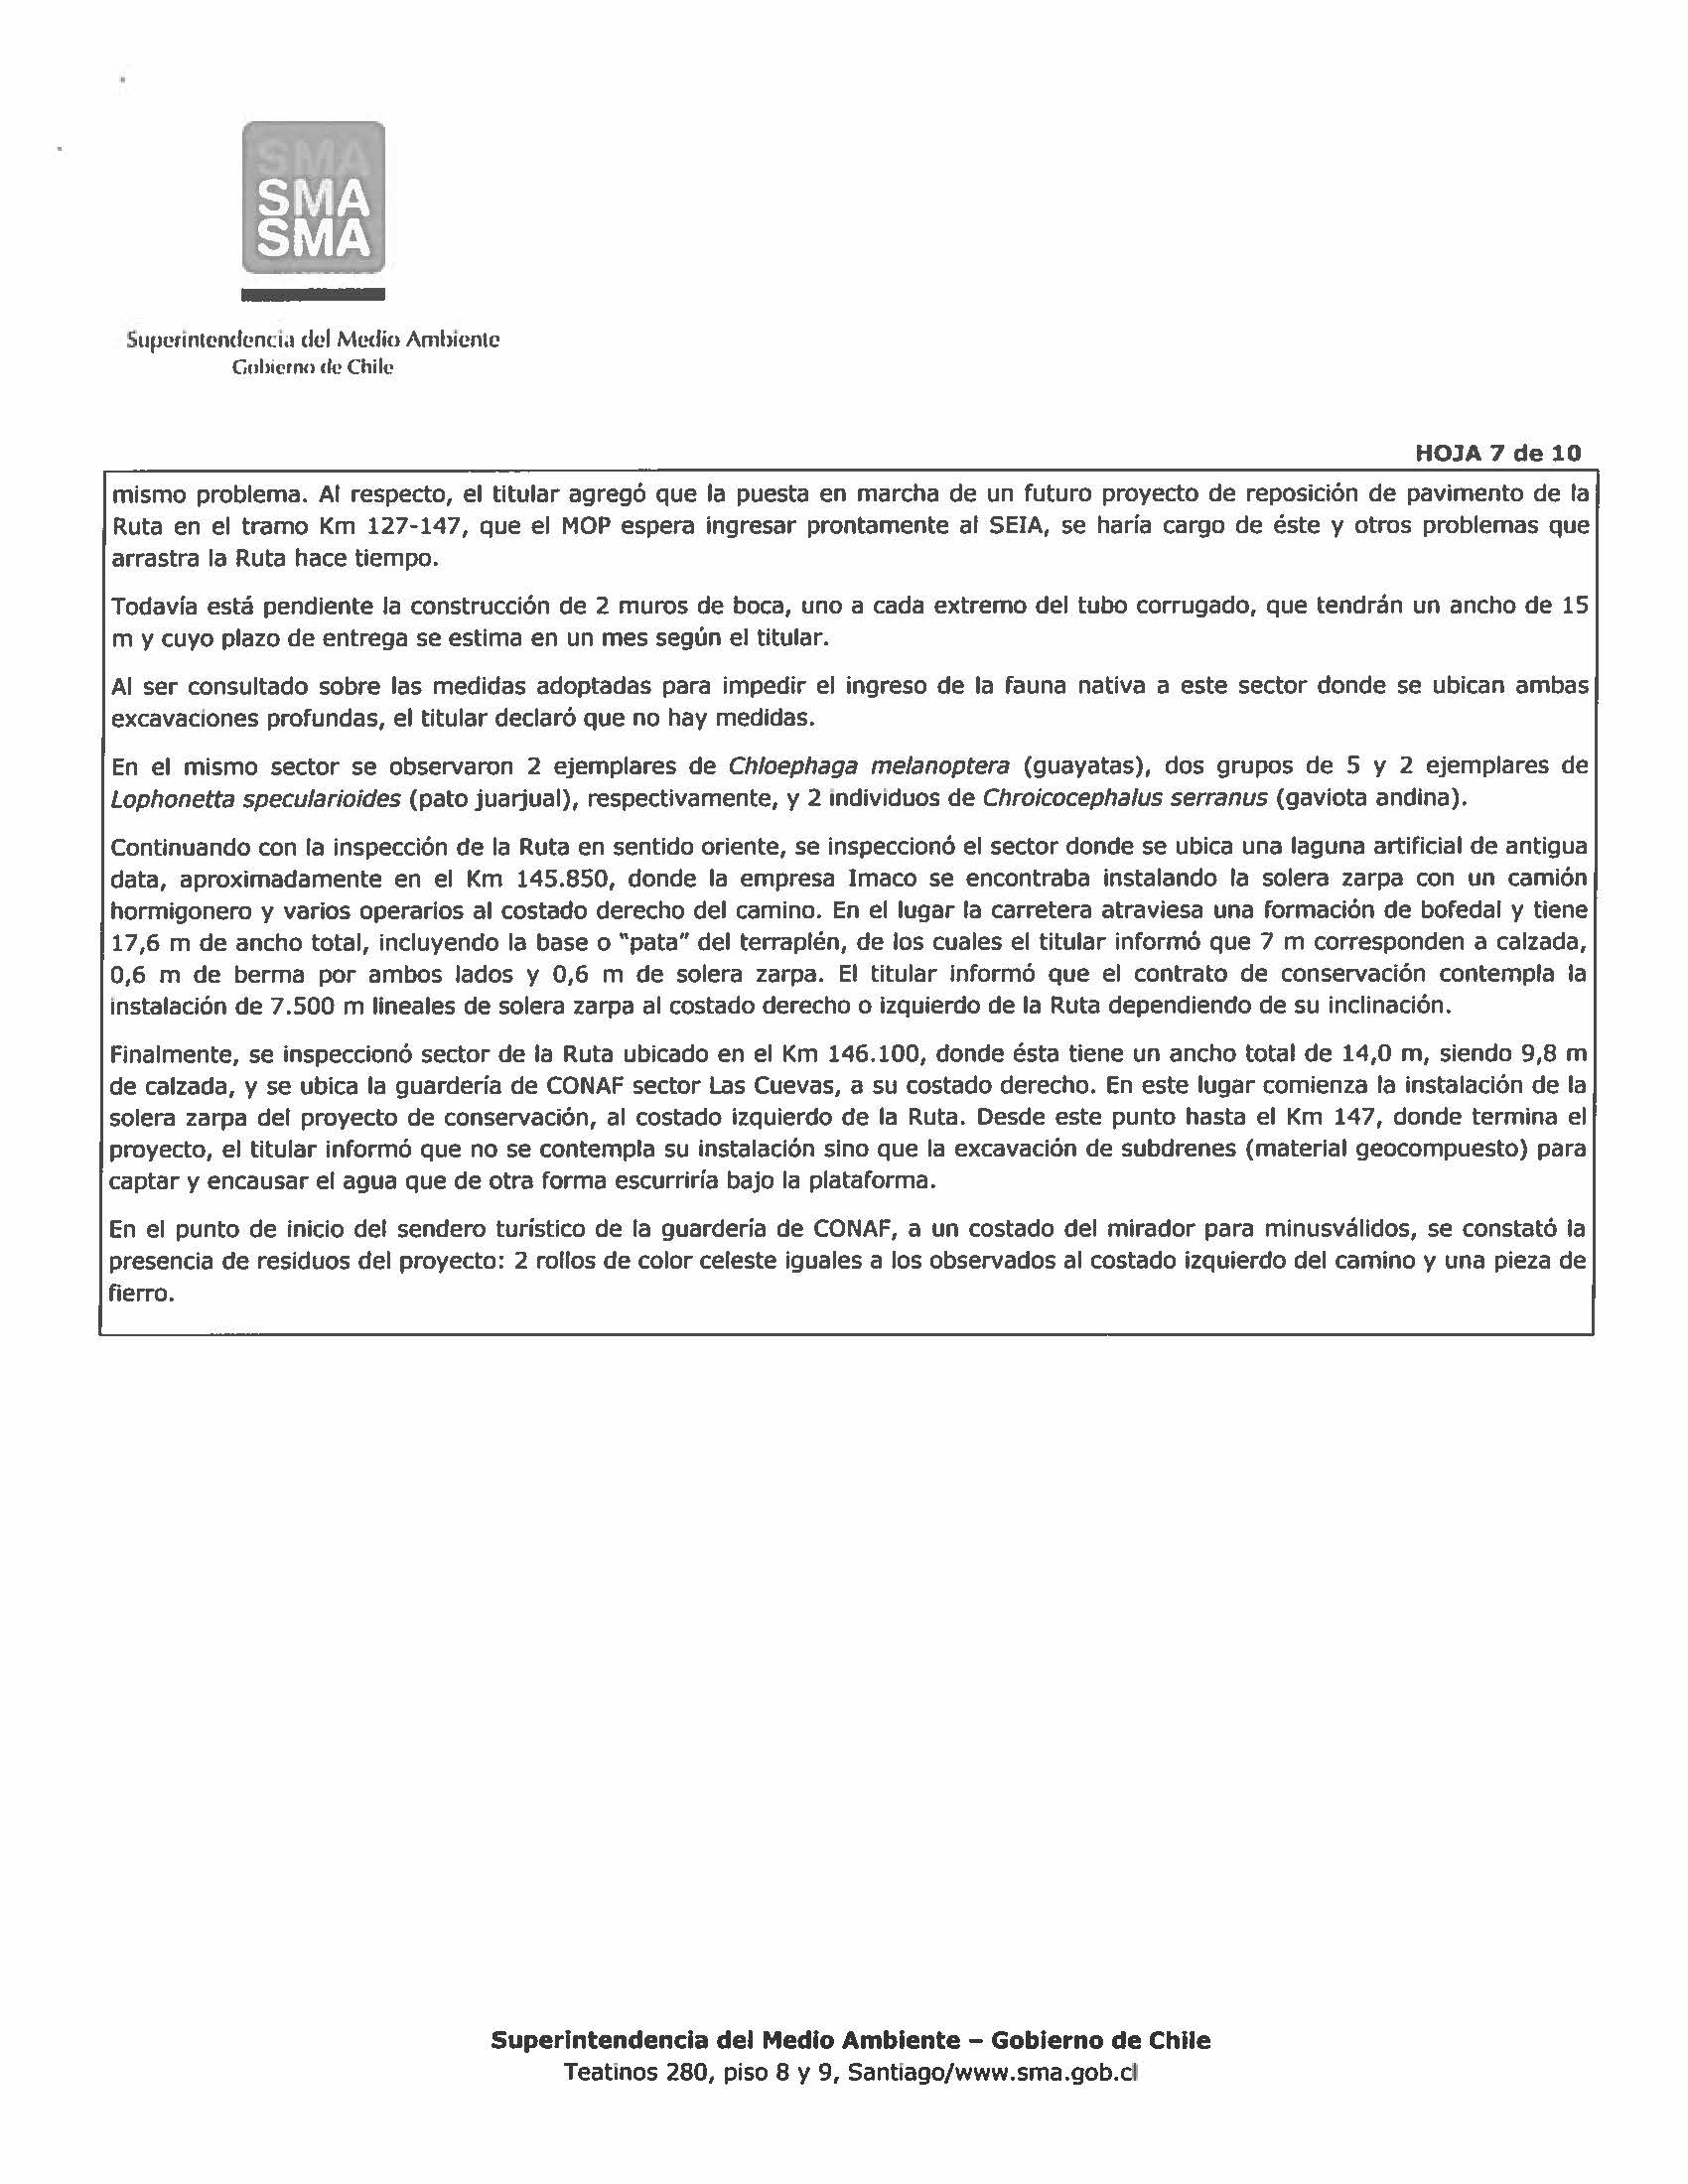 SMA
SMA
SMA
Superintendencia del Medio Ambiente
Gobierno de Chile
HOJA 7 de 10
mismo problema. Al respecto, el titular agregó que la puesta en marcha de un futuro proyecto de reposición de pavimento de la
Ruta en el tramo Km 127-147, que el MOP espera ingresar prontamente al SEIA, se haría cargo de éste y otros problemas que
arrastra la Ruta hace tiempo.
Todavía está pendiente la construcción de 2 muros de boca, uno a cada extremo del tubo corrugado, que tendrán un ancho de 15
m y cuyo plazo de entrega se estima en un mes según el titular.
Al ser consultado sobre las medidas adoptadas para impedir el ingreso de la fauna nativa a este sector donde se ubican ambas
excavaciones profundas, el titular declaró que no hay medidas.
En el mismo sector se observaron 2 ejemplares de Chloephaga melanoptera (guayatas), dos grupos de 5 y 2 ejemplares de
Lophonetta specularioides (pato juarjual), respectivamente, y 2 individuos de Chroicocephalus serranus (gaviota andina).
Continuando con la inspección de la Ruta en sentido oriente, se inspeccionó el sector donde se ubica una laguna artificial de antigua
data, aproximadamente en el Km 145.850, donde la empresa Imaco se encontraba instalando la solera zarpa con un camión
hormigonero y varios operarios al costado derecho del camino. En el lugar la carretera atraviesa una formación de bofedal y tiene
17,6 m de ancho total, incluyendo la base o "pata" del terraplén, de los cuales el titular informó que 7 m corresponden a calzada,
0,6 m de berma por ambos lados y 0,6 m de solera zarpa. El titular informó que el contrato de conservación contempla la
instalación de 7.500 m lineales de solera zarpa al costado derecho o izquierdo de la Ruta dependiendo de su inclinación.
Finalmente, se inspeccionó sector de la Ruta ubicado en el Km 146.100, donde ésta tiene un ancho total de 14,0 m, siendo 9,8 m
de calzada, y se ubica la guardería de CONAF sector Las Cuevas, a su costado derecho. En este lugar comienza la instalación de la
solera zarpa del proyecto de conservación, al costado izquierdo de la Ruta. Desde este punto hasta el Km 147, donde termina el
proyecto, el titular informó que no se contempla su instalación sino que la excavación de subdrenes (material geocompuesto) para
captar y encausar el agua que de otra forma escurriría bajo la plataforma.
En el punto de inicio del sendero turístico de la guardería de CONAF, a un costado del mirador para minusválidos, se constató la
presencia de residuos del proyecto: 2 rollos de color celeste iguales a los observados al costado izquierdo del camino y una pieza de
fierro.
Superintendencia del Medio Ambiente – Gobierno de Chile
Teatinos 280, piso 8 y 9, Santiago/www.sma.gob.cl